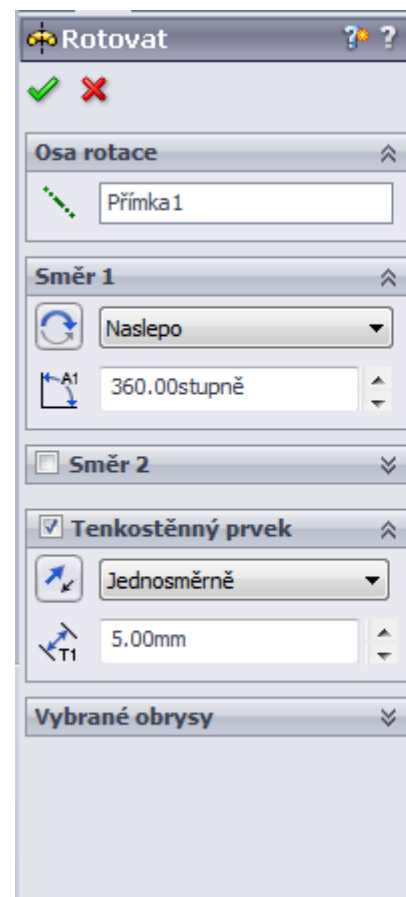 Rotovat
Osa rotace
Přímka1
Směr 1
Naslepo
A1
360.00stupně
Směr 2
Tenkostěnný prvek
Jednosměrně
T1
5.00mm
Vybrané obrysy